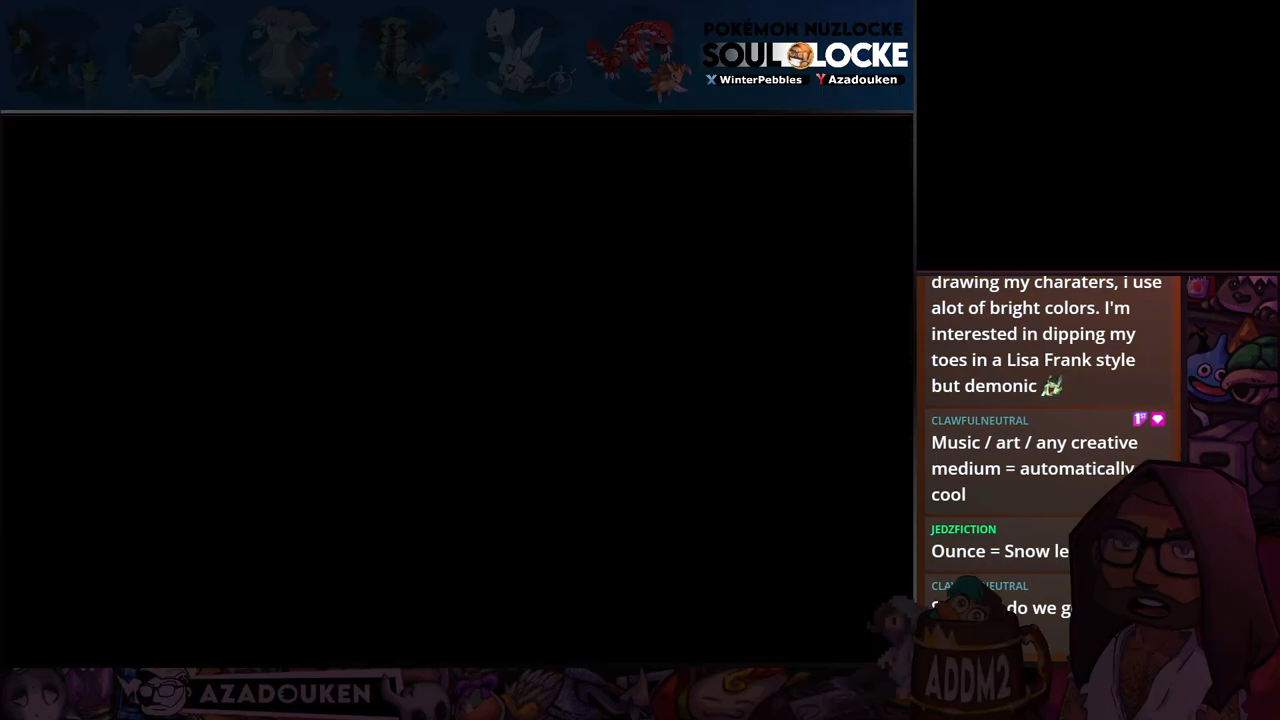 POKÉMON NUZLOCKE
SOUL LOCKE
WinterPebbles Azadouken
drawing my charaters, i use
alot of bright colors. I'm
interested in dipping my
toes in a Lisa Frank style
but demonic
CLAWFULNEUTRAL
Music / art / any creative
medium = automatically
cool
JEDZFICTION
Ounce = Snow le
CLA EUTRAL
do we g
ADDM2
AZADOUKEN